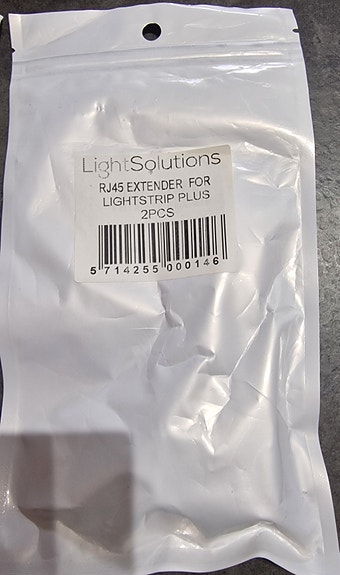 LightSolutions
RJ45 EXTENDER FOR
LIGHTSTRIP PLUS
2PCS
5 714255 000146